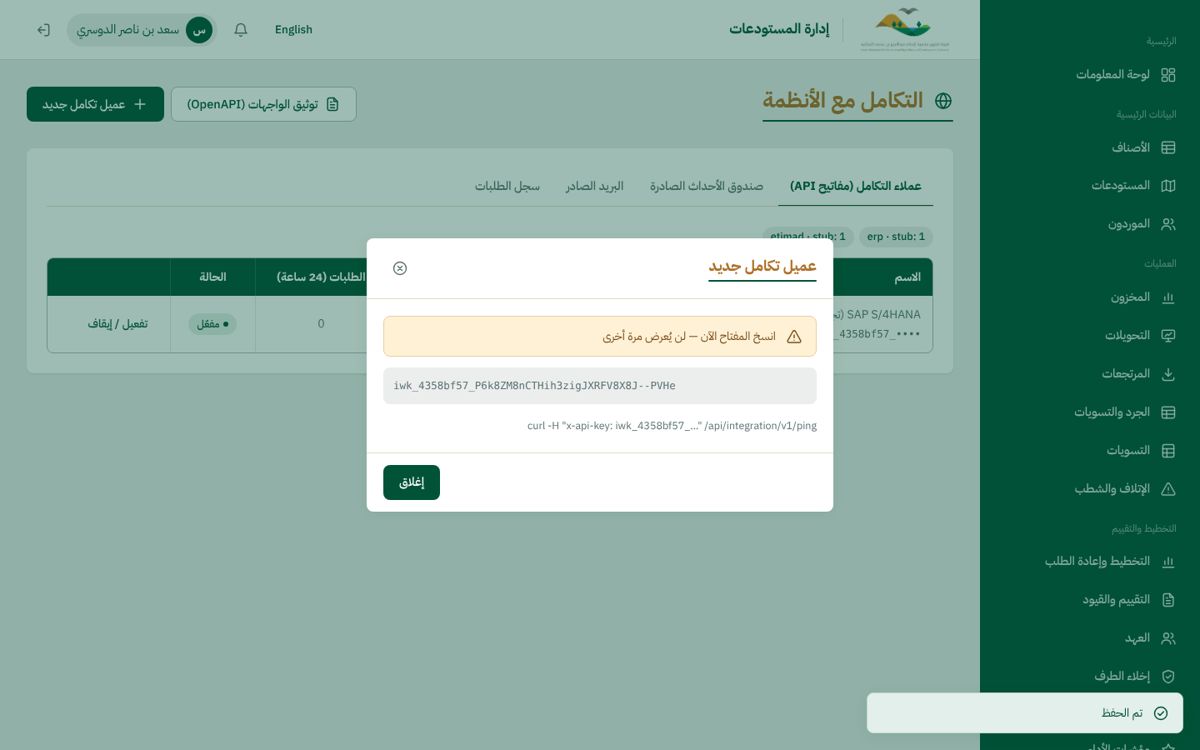 إدارة المستودعات
English
س
سعد بن ناصر الدوسري
الرئيسية
لوحة المعلومات
البيانات الرئيسية
الأصناف
المستودعات
الموردون
العمليات
المخزون
التحويلات
المرتجعات
الجرد والتسويات
التسويات
الإتلاف والشطب
التخطيط والتقييم
التخطيط وإعادة الطلب
التقييم والقيود
العهد
إخلاء الطرف
التكامل مع الأنظمة
توثيق الواجهات (OpenAPI)
عميل تكامل جديد
عملاء التكامل (مفاتيح API)
صندوق الأحداث الصادرة
البريد الصادر
سجل الطلبات
erp · stub: 1
etimad · stub: 1
الاسم
الطلبات (24 ساعة)
الحالة
SAP S/4HANA
_4358bf57_••••
0
مفعّل
تفعيل / إيقاف
عميل تكامل جديد
انسخ المفتاح الآن — لن يُعرض مرة أخرى
iwk_4358bf57_P6k8ZM8nCTHih3zigJXRFV8X8J--PVHe
curl -H "x-api-key: iwk_4358bf57_…" /api/integration/v1/ping
إغلاق
تم الحفظ